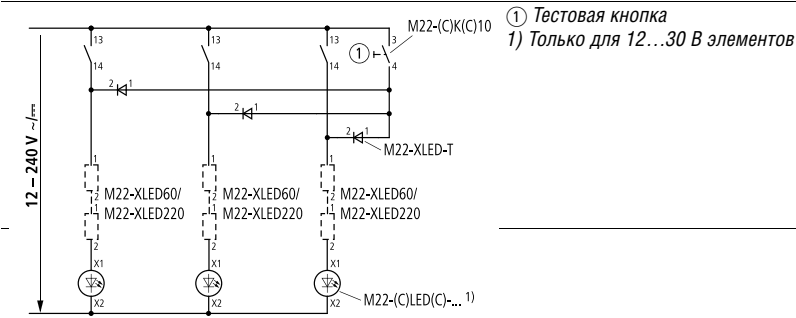 M22-(C)K(C)10
① Тестовая кнопка
1) Только для 12…30 В элементов
13
13
13
3
①
14
14
14
4
2 1
2 1
2 1
M22-XLED-T
12 – 240 V ~/⎓
1
1
1
2
M22-XLED60/
2
M22-XLED60/
2
M22-XLED60/
1
M22-XLED220
1
M22-XLED220
1
M22-XLED220
2
2
2
X1
X1
X1
M22-(C)LED(C)-... 1)
X2
X2
X2